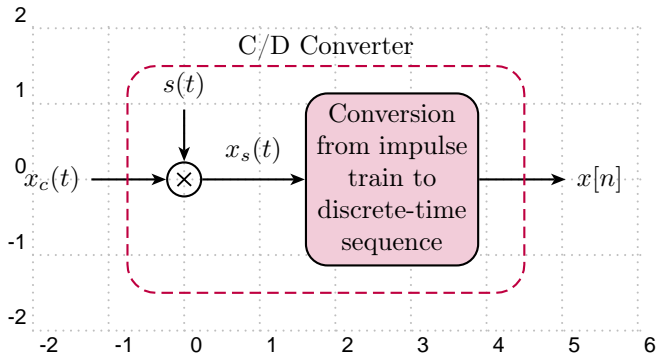 2
C/D Converter
1
s(t)
Conversion
from impulse
train to
discrete-time
sequence
x_s(t)
0
x_c(t)
×
x[n]
-1
-2
-2 -1 0 1 2 3 4 5 6